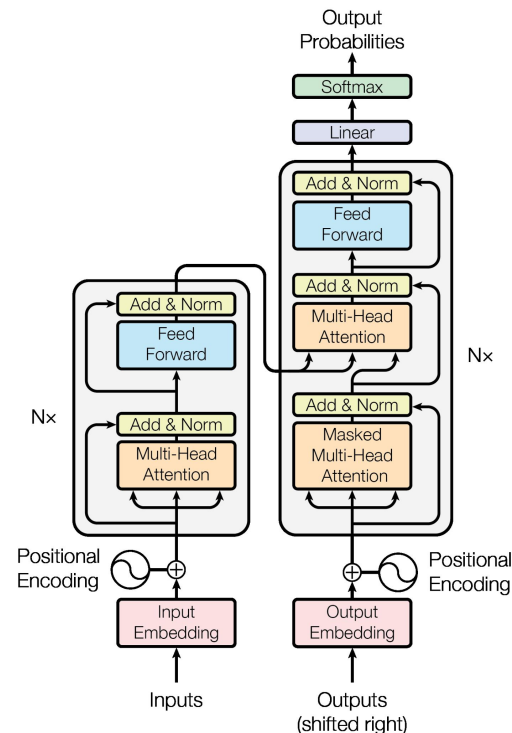 Output
Probabilities
Softmax
Linear
Add & Norm
Feed
Forward
Add & Norm
Multi-Head
Attention
Add & Norm
Masked
Multi-Head
Attention
N×
Add & Norm
Feed
Forward
Add & Norm
Multi-Head
Attention
N×
Positional
Encoding
Positional
Encoding
Input
Embedding
Output
Embedding
Inputs
Outputs
(shifted right)